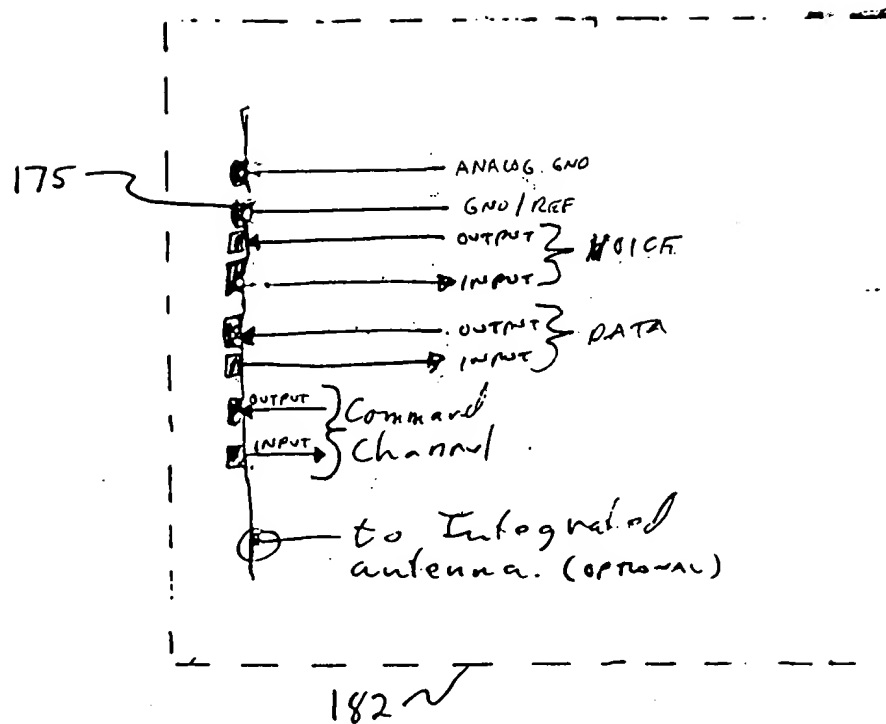 175
ANALOG GND
GND/REF
OUTPUT
INPUT
VOICE
OUTPUT
INPUT
DATA
OUTPUT
INPUT
Command
Channel
to Integrated
antenna. (OPTIONAL)
182